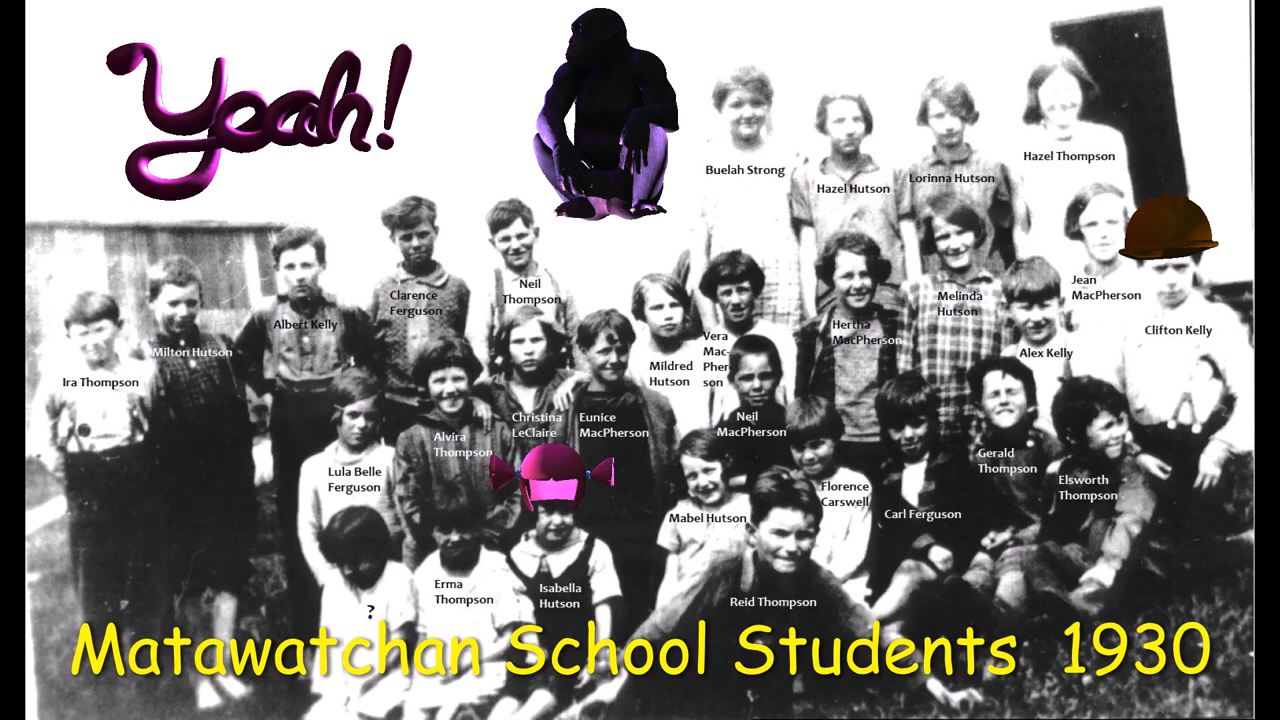 Yeah!
Buelah Strong
Hazel Hutson
Lorinna Hutson
Hazel Thompson
Neil
Thompson
Clarence
Ferguson
Albert Kelly
Milton Hutson
Ira Thompson
Jean
MacPherson
Melinda
Hutson
Hertha
MacPherson
Clifton Kelly
Alex Kelly
Vera
Mac-
Pher-
son
Mildred
Hutson
Christina
LeClaire
Eunice
MacPherson
Neil
MacPherson
Alvira
Thompson
Lula Belle
Ferguson
Gerald
Thompson
Elsworth
Thompson
Florence
Carswell
Carl Ferguson
Mabel Hutson
Erma
Thompson
Isabella
Hutson
Reid Thompson
?
Matawatchan School Students 1930